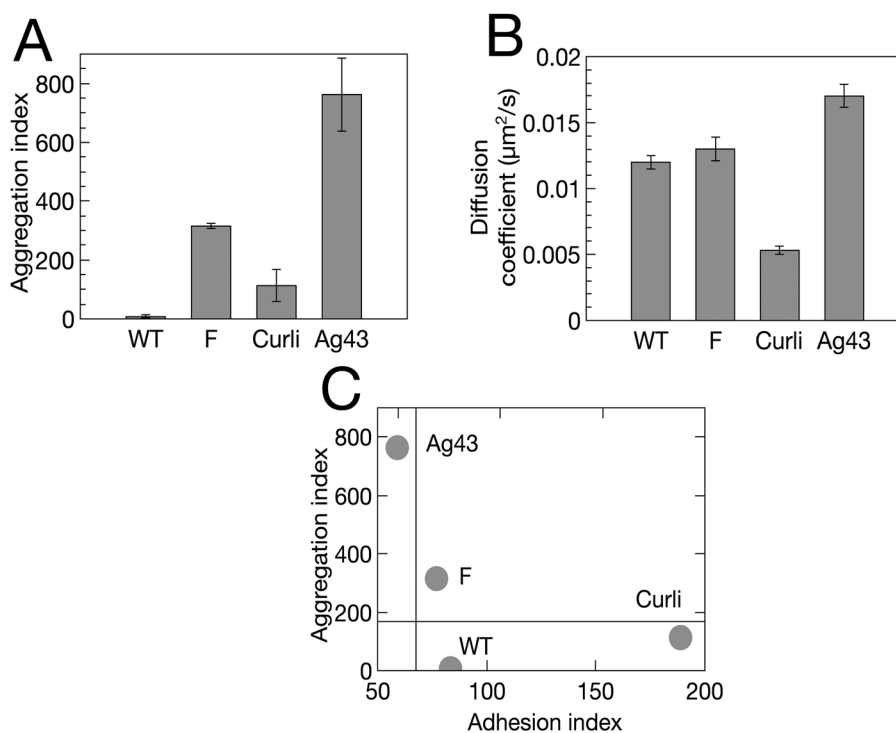 A
Aggregation index
800
600
400
200
0
WT F Curli Ag43
B
Diffusion
coefficient (µm²/s)
0.02
0.015
0.01
0.005
0
WT F Curli Ag43
C
Aggregation index
800
600
400
200
0
Ag43
F
Curli
WT
50 100 150 200
Adhesion index